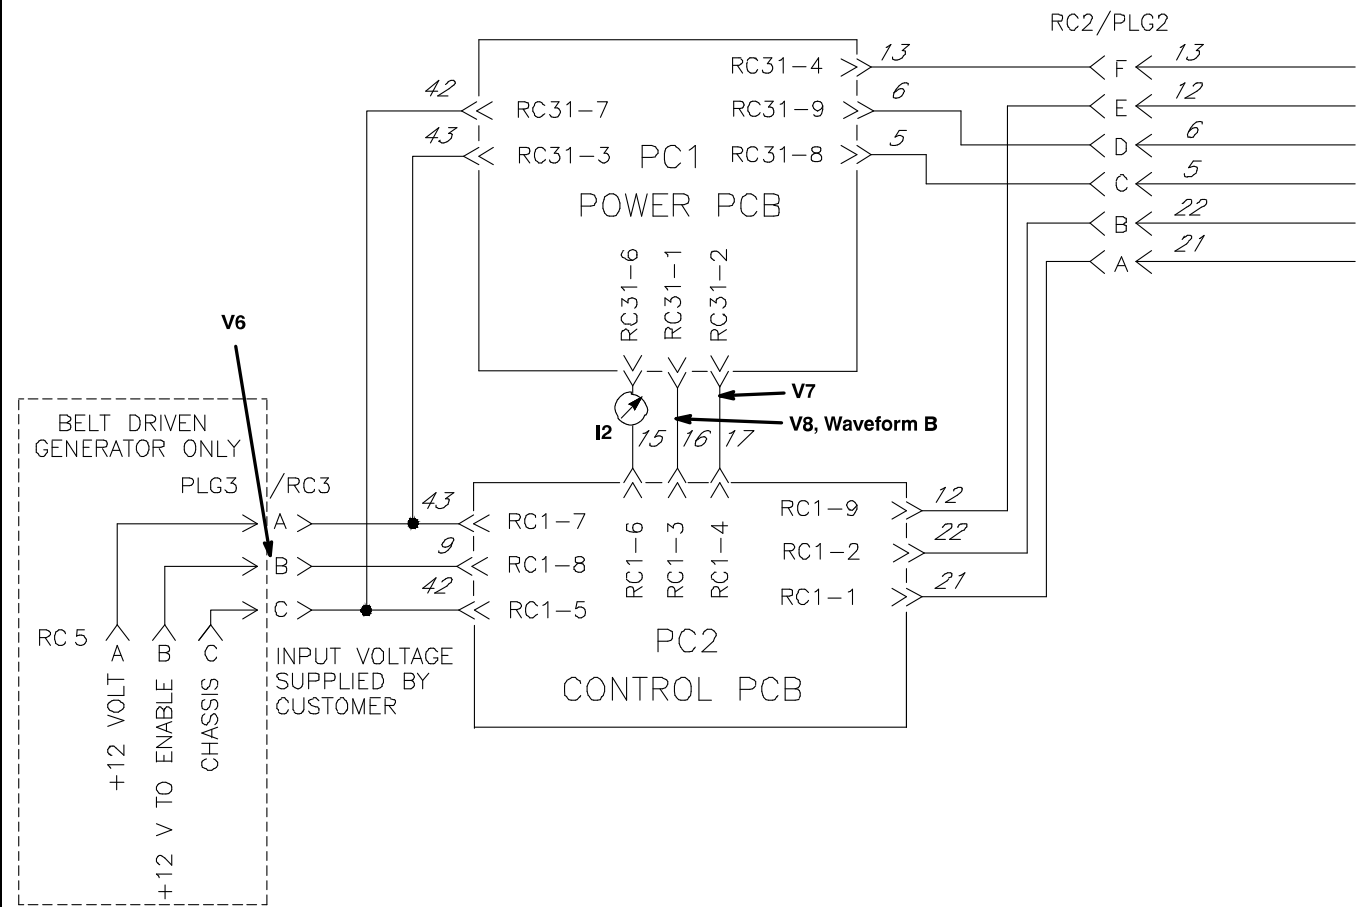 RC2/PLG2
RC31-4 13 F 13
42 RC31-7 RC31-9 6 E 12
43 RC31-3 PC1 RC31-8 5 D 6
C 5
POWER PCB
B 22
A 21
RC31-6 RC31-1 RC31-2
V6
V7
V8, Waveform B
I2 15 16 17
BELT DRIVEN
GENERATOR ONLY
PLG3 /RC3
A 43 RC1-7
B 9 RC1-8
C 42 RC1-5
RC1-6 RC1-3 RC1-4
RC1-9 12
RC1-2 22
RC1-1 21
PC2
CONTROL PCB
RC 5 A B C
+12 VOLT
+12 V TO ENABLE
CHASSIS
INPUT VOLTAGE
SUPPLIED BY
CUSTOMER